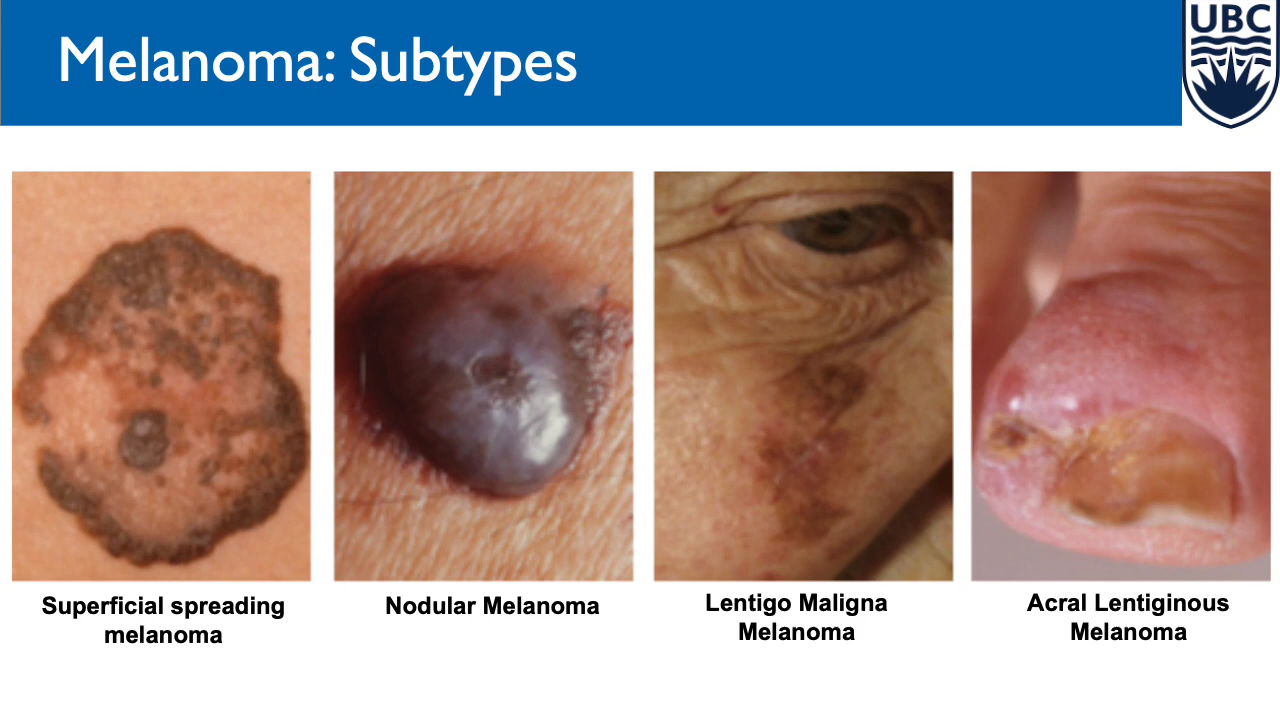 Melanoma: Subtypes
UBC
Superficial spreading
melanoma
Nodular Melanoma
Lentigo Maligna
Melanoma
Acral Lentiginous
Melanoma